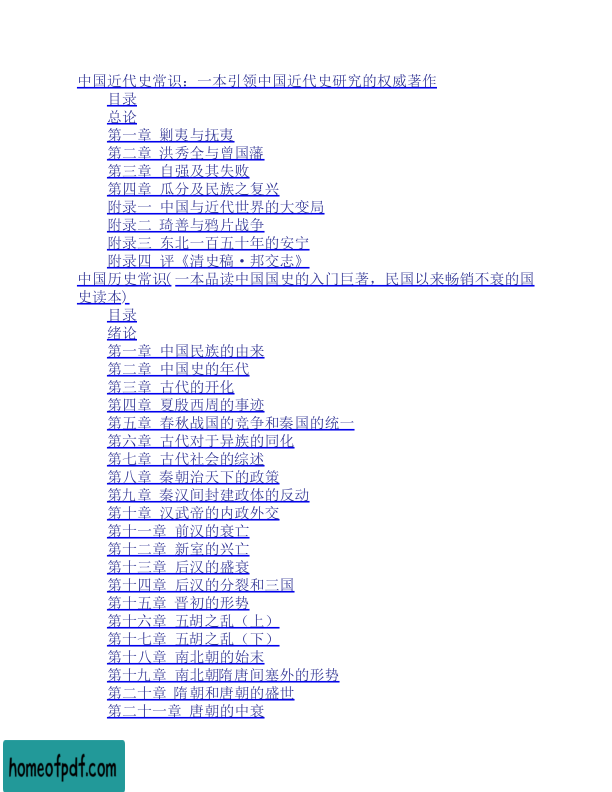 中国近代史常识：一本引领中国近代史研究的权威著作
目录
总论
第一章 剿夷与抚夷
第二章 洪秀全与曾国藩
第三章 自强及其失败
第四章 瓜分及民族之复兴
附录一 中国与近代世界的大变局
附录二 琦善与鸦片战争
附录三 东北一百五十年的安宁
附录四 评《清史稿·邦交志》
中国历史常识( 一本品读中国国史的入门巨著，民国以来畅销不衰的国
史读本)
目录
绪论
第一章 中国民族的由来
第二章 中国史的年代
第三章 古代的开化
第四章 夏殷西周的事迹
第五章 春秋战国的竞争和秦国的统一
第六章 古代对于异族的同化
第七章 古代社会的综述
第八章 秦朝治天下的政策
第九章 秦汉间封建政体的反动
第十章 汉武帝的内政外交
第十一章 前汉的衰亡
第十二章 新室的兴亡
第十三章 后汉的盛衰
第十四章 后汉的分裂和三国
第十五章 晋初的形势
第十六章 五胡之乱（上）
第十七章 五胡之乱（下）
第十八章 南北朝的始末
第十九章 南北朝隋唐间塞外的形势
第二十章 隋朝和唐朝的盛世
第二十一章 唐朝的中衰
homeofpdf.com